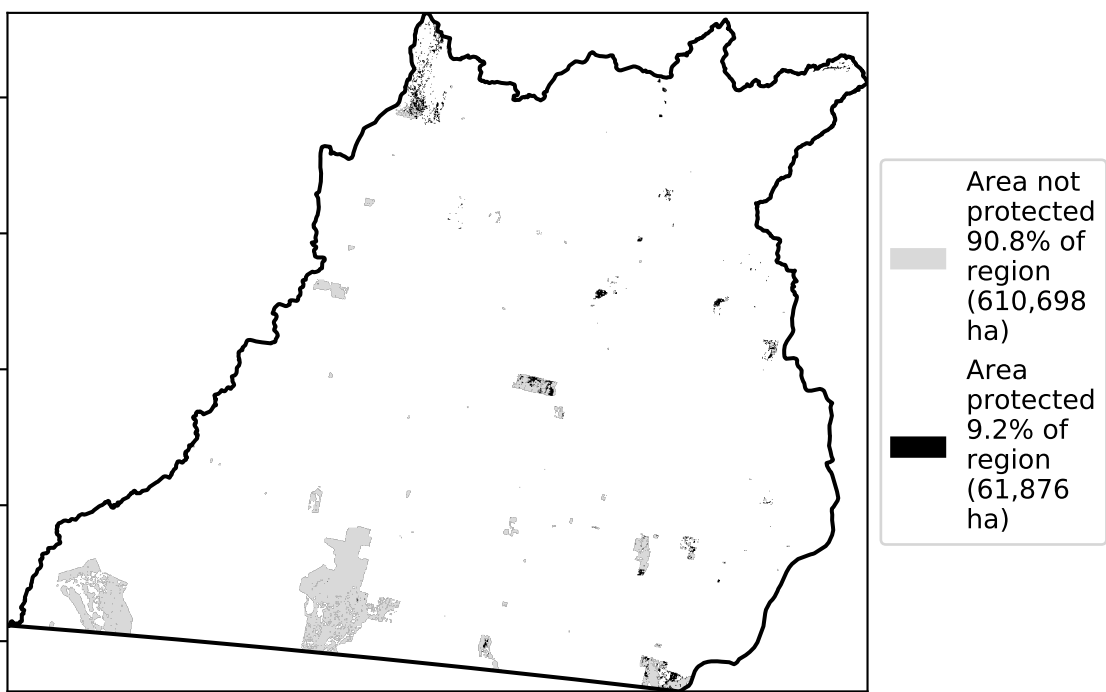 Area not
protected
90.8% of
region
(610,698
ha)
Area
protected
9.2% of
region
(61,876
ha)